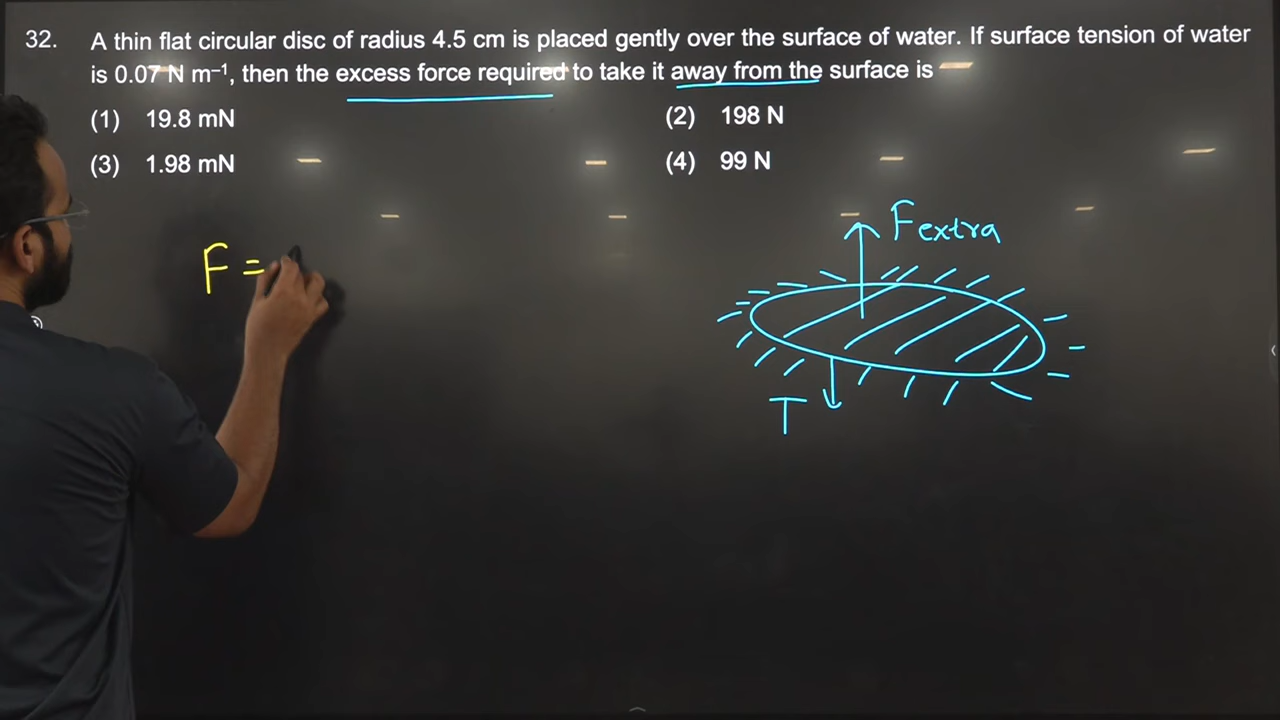 32. A thin flat circular disc of radius 4.5 cm is placed gently over the surface of water. If surface tension of water
is 0.07 N m⁻¹, then the excess force required to take it away from the surface is
(1) 19.8 mN (2) 198 N
(3) 1.98 mN (4) 99 N
F extra
F =
T